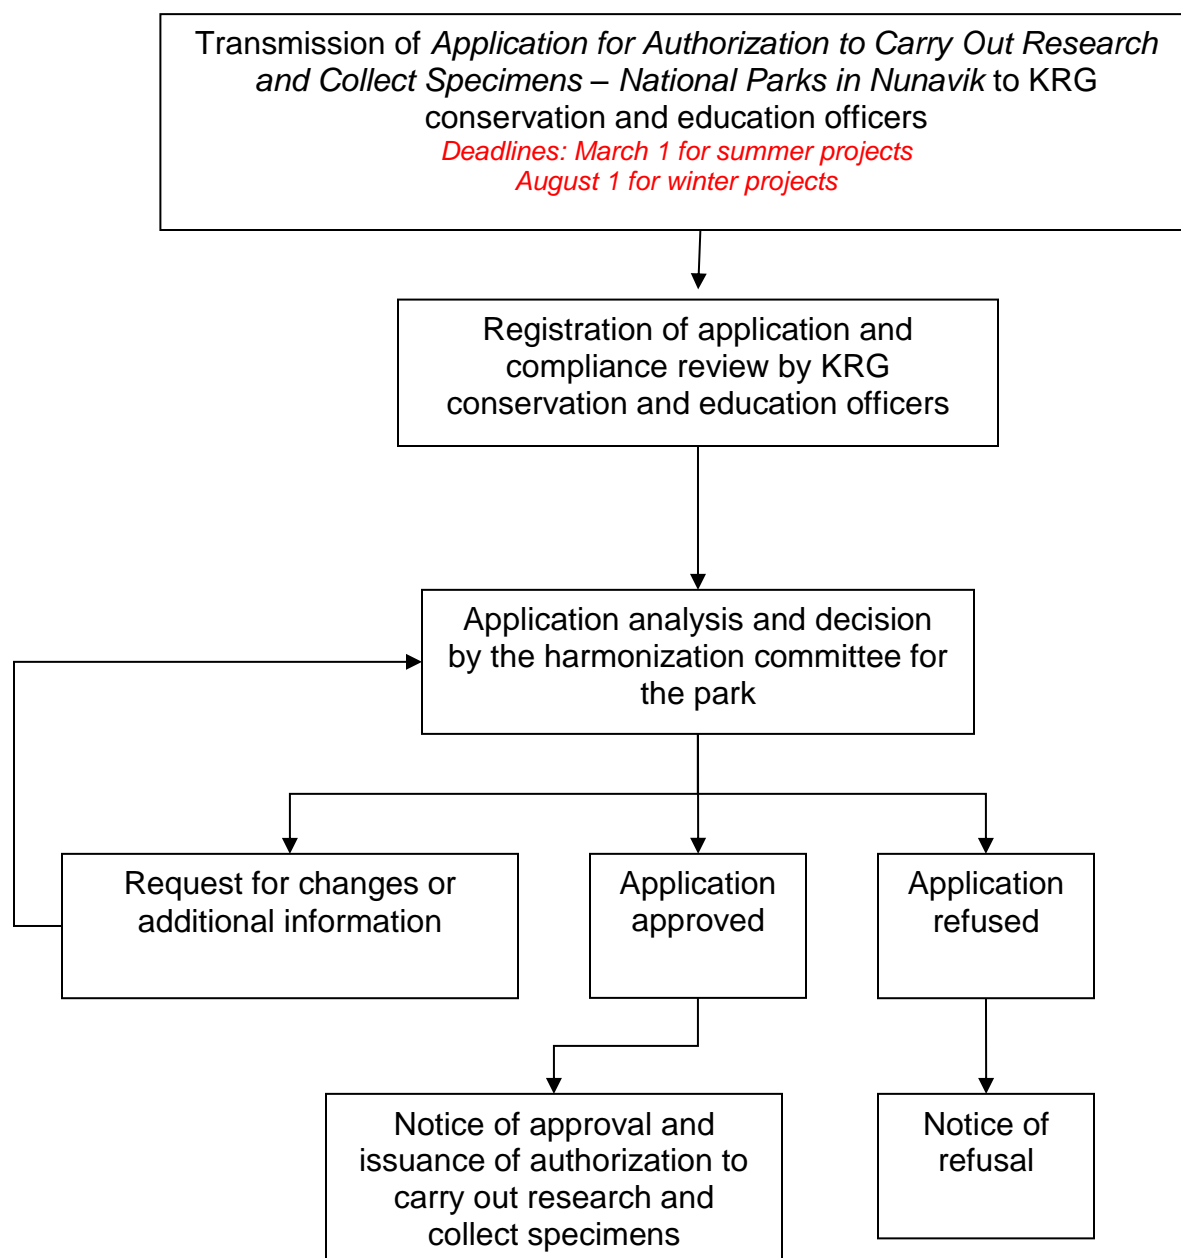 Transmission of Application for Authorization to Carry Out Research
and Collect Specimens – National Parks in Nunavik to KRG
conservation and education officers
Deadlines: March 1 for summer projects
August 1 for winter projects
Registration of application and
compliance review by KRG
conservation and education officers
Application analysis and decision
by the harmonization committee for
the park
Request for changes or
additional information
Application
approved
Application
refused
Notice of approval and
issuance of authorization to
carry out research and
collect specimens
Notice of
refusal